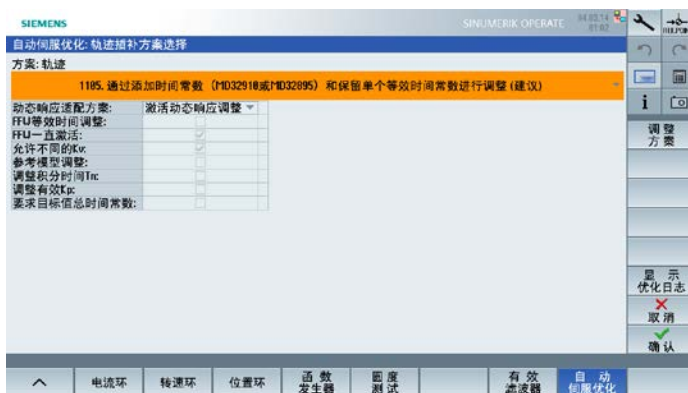 SIEMENS
SINUMERIK OPERATE
自动伺服优化: 轨迹插补方案选择
方案: 轨迹
1105. 通过添加时间常数 (MD32910或MD32895) 和保留单个等效时间常数进行调整 (建议)
动态响应适配方案: 激活动态响应调整
FFU等效时间调整:
FFU一直激活:
允许不同的Kv:
参考模型调整:
调整积分时间Tn:
调整有效Kp:
要求目标值总时间常数:
调整
方案
显示
优化日志
取消
确认
电流环
转速环
位置环
函数
发生器
圆度
测试
有效
滤波器
自动
伺服优化